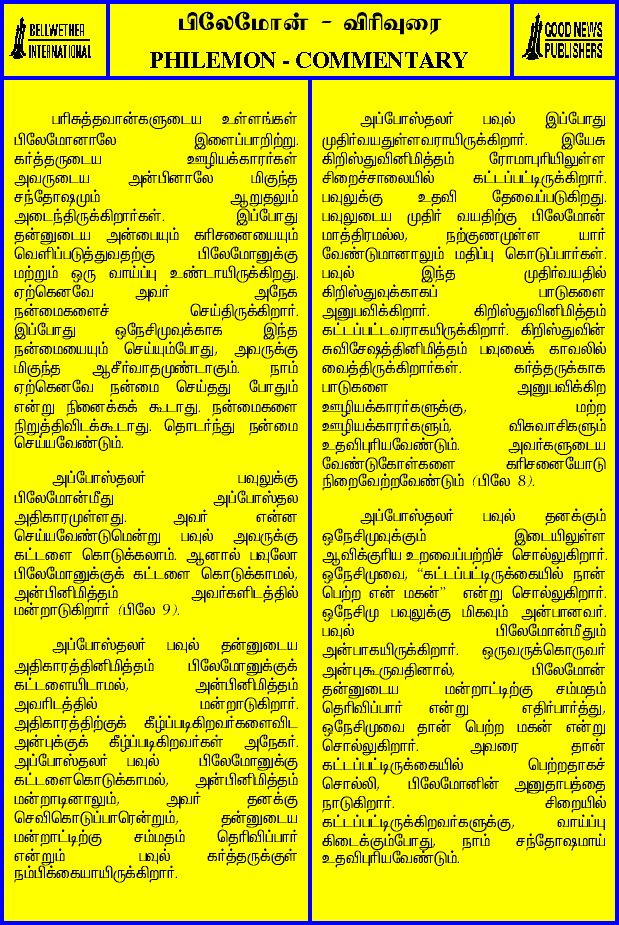 BELLWETHER
INTERNATIONAL
பிலேமோன் - விரிவுரை
PHILEMON - COMMENTARY
GOOD NEWS
PUBLISHERS
பரிசுத்தவான்களுடைய உள்ளங்கள்
பிலேமோனாலே இளைப்பாறிற்று.
கர்த்தருடைய ஊழியக்காரர்கள்
அவருடைய அன்பினாலே மிகுந்த
சந்தோஷமும் ஆறுதலும்
அடைந்திருக்கிறார்கள். இப்போது
தன்னுடைய அன்பையும் கரிசனையையும்
வெளிப்படுத்துவதற்கு பிலேமோனுக்கு
மற்றும் ஒரு வாய்ப்பு உண்டாயிருக்கிறது.
ஏற்கெனவே அவர் அநேக
நன்மைகளைச் செய்திருக்கிறார்.
இப்போது ஒநேசிமுவுக்காக இந்த
நன்மையையும் செய்யும்போது, அவருக்கு
மிகுந்த ஆசீர்வாதமுண்டாகும். நாம்
ஏற்கெனவே நன்மை செய்தது போதும்
என்று நினைக்கக் கூடாது. நன்மைகளை
நிறுத்திவிடக்கூடாது. தொடர்ந்து நன்மை
செய்யவேண்டும்.
அப்போஸ்தலர் பவுலுக்கு
பிலேமோன்மீது அப்போஸ்தல
அதிகாரமுள்ளது. அவர் என்ன
செய்யவேண்டுமென்று பவுல் அவருக்கு
கட்டளை கொடுக்கலாம். ஆனால் பவுலோ
பிலேமோனுக்குக் கட்டளை கொடுக்காமல்,
அன்பினிமித்தம் அவர்களிடத்தில்
மன்றாடுகிறார் (பிலே 9).
அப்போஸ்தலர் பவுல் தன்னுடைய
அதிகாரத்தினிமித்தம் பிலேமோனுக்குக்
கட்டளையிடாமல், அன்பினிமித்தம்
அவரிடத்தில் மன்றாடுகிறார்.
அதிகாரத்திற்குக் கீழ்ப்படிகிறவர்களைவிட
அன்புக்குக் கீழ்ப்படிகிறவர்கள் அநேகர்.
அப்போஸ்தலர் பவுல் பிலேமோனுக்கு
கட்டளைகொடுக்காமல், அன்பினிமித்தம்
மன்றாடினாலும், அவர் தனக்கு
செவிகொடுப்பாரென்றும், தன்னுடைய
மன்றாட்டிற்கு சம்மதம் தெரிவிப்பார்
என்றும் பவுல் கர்த்தருக்குள்
நம்பிக்கையாயிருக்கிறார்.
அப்போஸ்தலர் பவுல் இப்போது
முதிர்வயதுள்ளவராயிருக்கிறார். இயேசு
கிறிஸ்துவினிமித்தம் ரோமாபுரியிலுள்ள
சிறைச்சாலையில் கட்டப்பட்டிருக்கிறார்.
பவுலுக்கு உதவி தேவைப்படுகிறது.
பவுலுடைய முதிர் வயதிற்கு பிலேமோன்
மாத்திரமல்ல, நற்குணமுள்ள யார்
வேண்டுமானாலும் மதிப்பு கொடுப்பார்கள்.
பவுல் இந்த முதிர்வயதில்
கிறிஸ்துவுக்காகப் பாடுகளை
அனுபவிக்கிறார். கிறிஸ்துவினிமித்தம்
கட்டப்பட்டவராகயிருக்கிறார். கிறிஸ்துவின்
சுவிசேஷத்தினிமித்தம் பவுலைக் காவலில்
வைத்திருக்கிறார்கள். கர்த்தருக்காக
பாடுகளை அனுபவிக்கிற
ஊழியக்காரர்களுக்கு, மற்ற
ஊழியக்காரர்களும், விசுவாசிகளும்
உதவிபுரியவேண்டும். அவர்களுடைய
வேண்டுகோள்களை கரிசனையோடு
நிறைவேற்றவேண்டும் (பிலே 8).
அப்போஸ்தலர் பவுல் தனக்கும்
ஒநேசிமுவுக்கும் இடையிலுள்ள
ஆவிக்குரிய உறவைப்பற்றிச் சொல்லுகிறார்.
ஒநேசிமுவை, “கட்டப்பட்டிருக்கையில் நான்
பெற்ற என் மகன்” என்று சொல்லுகிறார்.
ஒநேசிமு பவுலுக்கு மிகவும் அன்பானவர்.
பவுல் பிலேமோன்மீதும்
அன்பாகயிருக்கிறார். ஒருவருக்கொருவர்
அன்புகூருவதினால், பிலேமோன்
தன்னுடைய மன்றாட்டிற்கு சம்மதம்
தெரிவிப்பார் என்று எதிர்பார்த்து,
ஒநேசிமுவை தான் பெற்ற மகன் என்று
சொல்லுகிறார். அவரை தான்
கட்டப்பட்டிருக்கையில் பெற்றதாகச்
சொல்லி, பிலேமோனின் அனுதாபத்தை
நாடுகிறார். சிறையில்
கட்டப்பட்டிருக்கிறவர்களுக்கு, வாய்ப்பு
கிடைக்கும்போது, நாம் சந்தோஷமாய்
உதவிபுரியவேண்டும்.